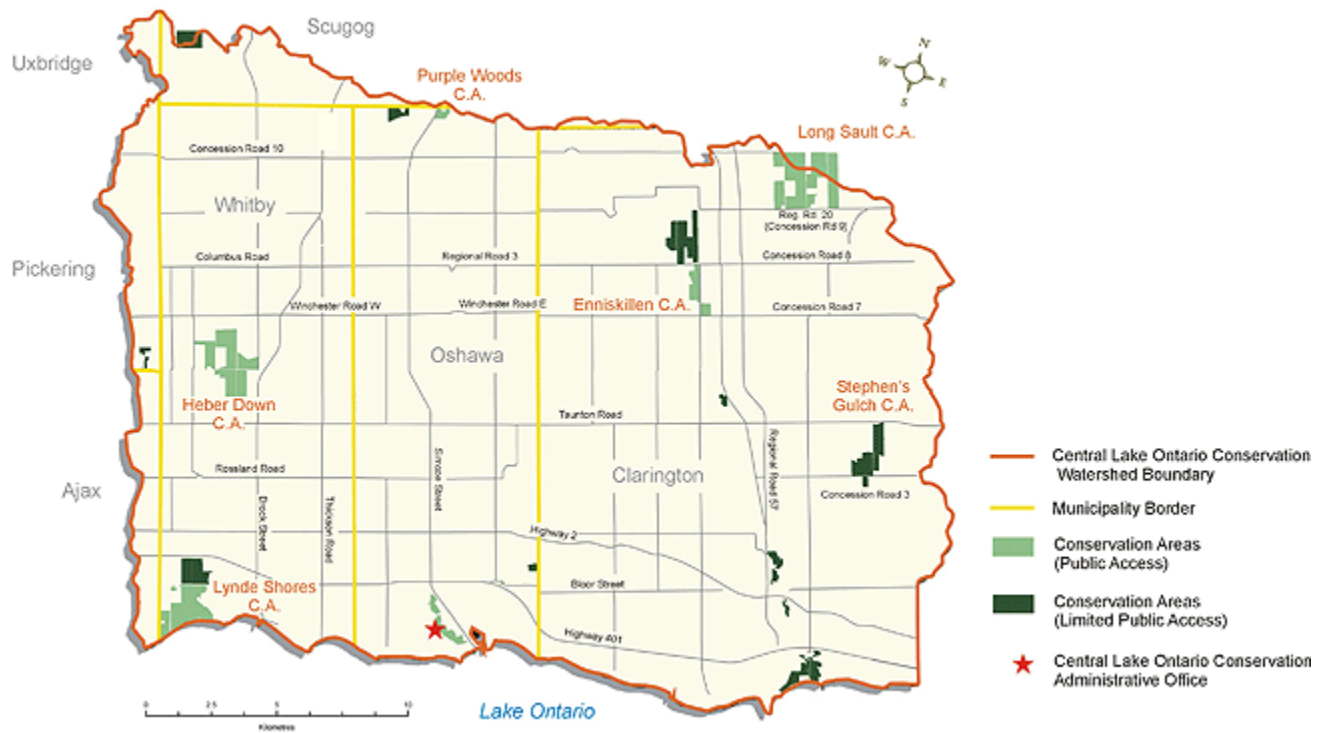 Scugog
Uxbridge
N
W
E
S
Purple Woods
C.A.
Long Sault C.A.
Concession Road 10
Whitby
Reg. Rd. 20
(Concession Rd 9)
Pickering
Columbus Road
Regional Road 3
Concession Road 8
Winchester Road W
Winchester Road E
Enniskillen C.A.
Concession Road 7
Oshawa
Stephen's
Gulch C.A.
Heber Down
C.A.
Taunton Road
Rossland Road
Simcoe Street
Clarington
Regional Road 57
Concession Road 3
Ajax
Brock Street
Thickson Road
Highway 2
Lynde Shores
C.A.
Bloor Street
Highway 401
Lake Ontario
0 2.5 5 10
Kilometres
Central Lake Ontario Conservation
Watershed Boundary
Municipality Border
Conservation Areas
(Public Access)
Conservation Areas
(Limited Public Access)
Central Lake Ontario Conservation
Administrative Office